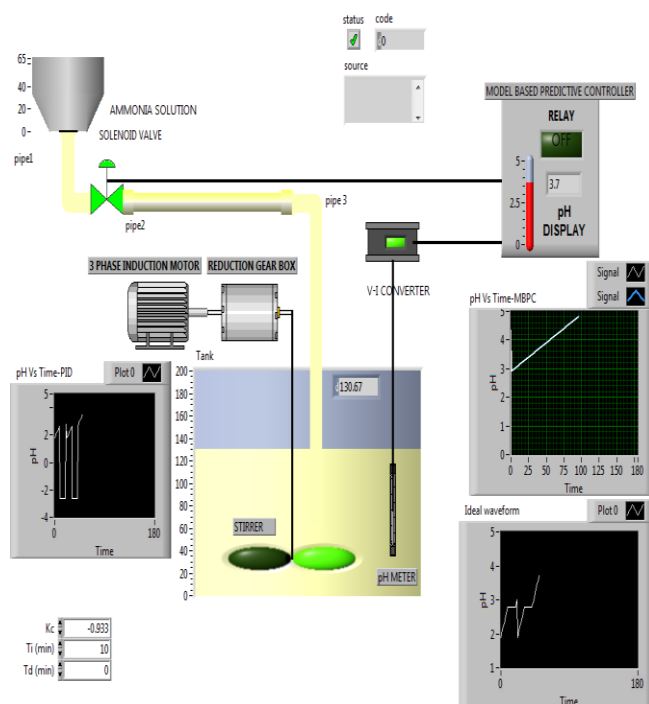 status code
0
source
65-
40-
20-
0-
AMMONIA SOLUTION
SOLENOID VALVE
pipe1
pipe2
pipe 3
MODEL BASED PREDICTIVE CONTROLLER
RELAY
OFF
5-
2.5-
0-
3.7
pH
DISPLAY
V-I CONVERTER
3 PHASE INDUCTION MOTOR REDUCTION GEAR BOX
Signal
Signal
pH Vs Time-MBPC
5-
4-
3-
2-
1-
0-
pH
0 25 50 75 100 125 150 180
Time
pH Vs Time-PID Plot 0
4-
2-
0-
-2-
-4-
pH
0 180
Time
Tank
200-
180-
160-
140-
120-
100-
80-
60-
40-
20-
0-
130.67
STIRRER
pH METER
Ideal waveform Plot 0
5-
4-
3-
2-
1-
pH
0 180
Time
Kc -0.933
Ti (min) 10
Td (min) 0